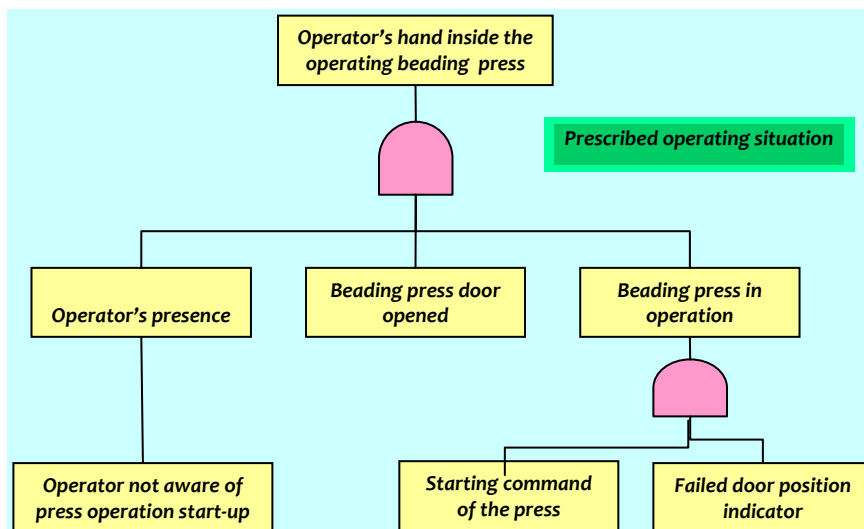 Operator’s hand inside the
operating beading press
Prescribed operating situation
Operator’s presence
Beading press door
opened
Beading press in
operation
Operator not aware of
press operation start-up
Starting command
of the press
Failed door position
indicator